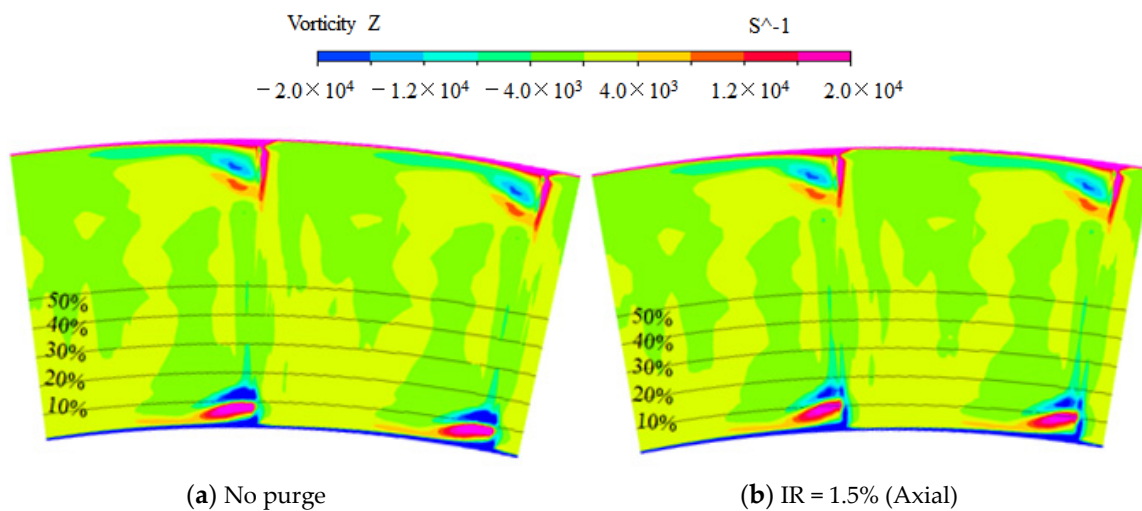 Vorticity Z S^-1
−2.0×10⁴ −1.2×10⁴ −4.0×10³ 4.0×10³ 1.2×10⁴ 2.0×10⁴
50%
40%
30%
20%
10%
50%
40%
30%
20%
10%
(a) No purge
(b) IR = 1.5% (Axial)